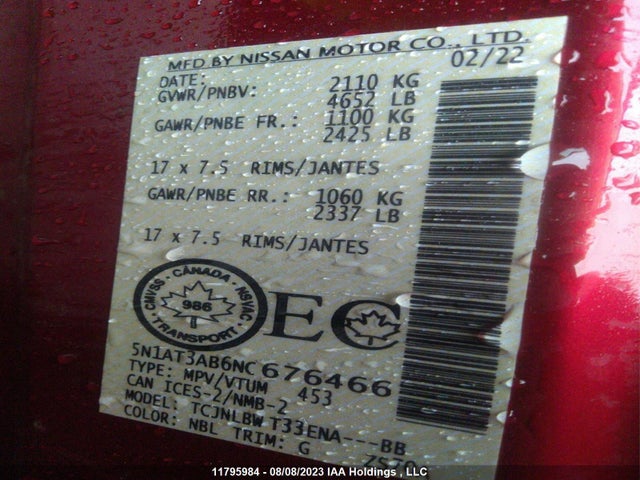 MFD BY NISSAN MOTOR CO., LTD.
DATE: 02/22
GVWR/PNBV: 2110 KG
4652 LB
GAWR/PNBE FR.: 1100 KG
2425 LB
17 x 7.5 RIMS/JANTES
GAWR/PNBE RR.: 1060 KG
2337 LB
17 x 7.5 RIMS/JANTES
CMVSS · CANADA · NSVAC
986
TRANSPORT
EC
5N1AT3AB6NC676466
TYPE: MPV/VTUM 453
CAN ICES-2/NMB-2
MODEL: TCJNLBW T33ENA---BB
COLOR: NBL TRIM: G
11795984 - 08/08/2023 IAA Holdings , LLC